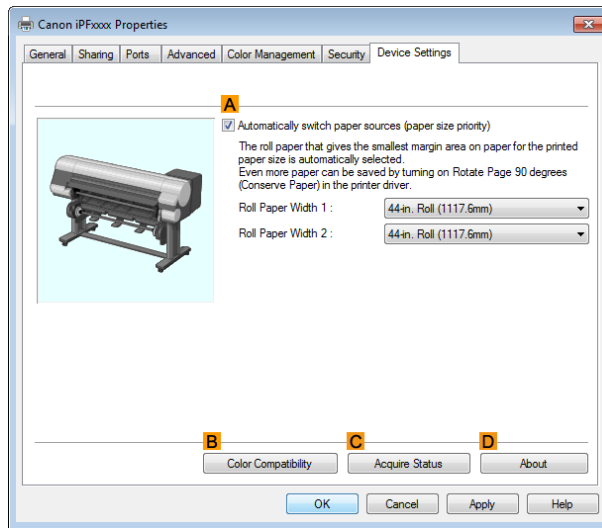 Canon iPFxxxx Properties
General Sharing Ports Advanced Color Management Security Device Settings
A
Automatically switch paper sources (paper size priority)
The roll paper that gives the smallest margin area on paper for the printed
paper size is automatically selected.
Even more paper can be saved by turning on Rotate Page 90 degrees
(Conserve Paper) in the printer driver.
Roll Paper Width 1 : 44-in. Roll (1117.6mm)
Roll Paper Width 2 : 44-in. Roll (1117.6mm)
B C D
Color Compatibility Acquire Status About
OK Cancel Apply Help